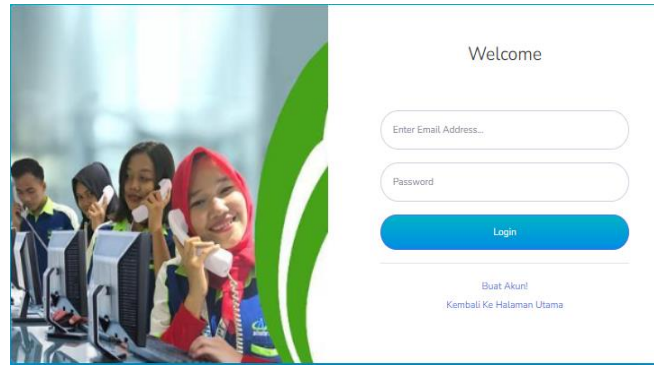 Welcome
Enter Email Address...
Password
Login
Buat Akun!
Kembali Ke Halaman Utama